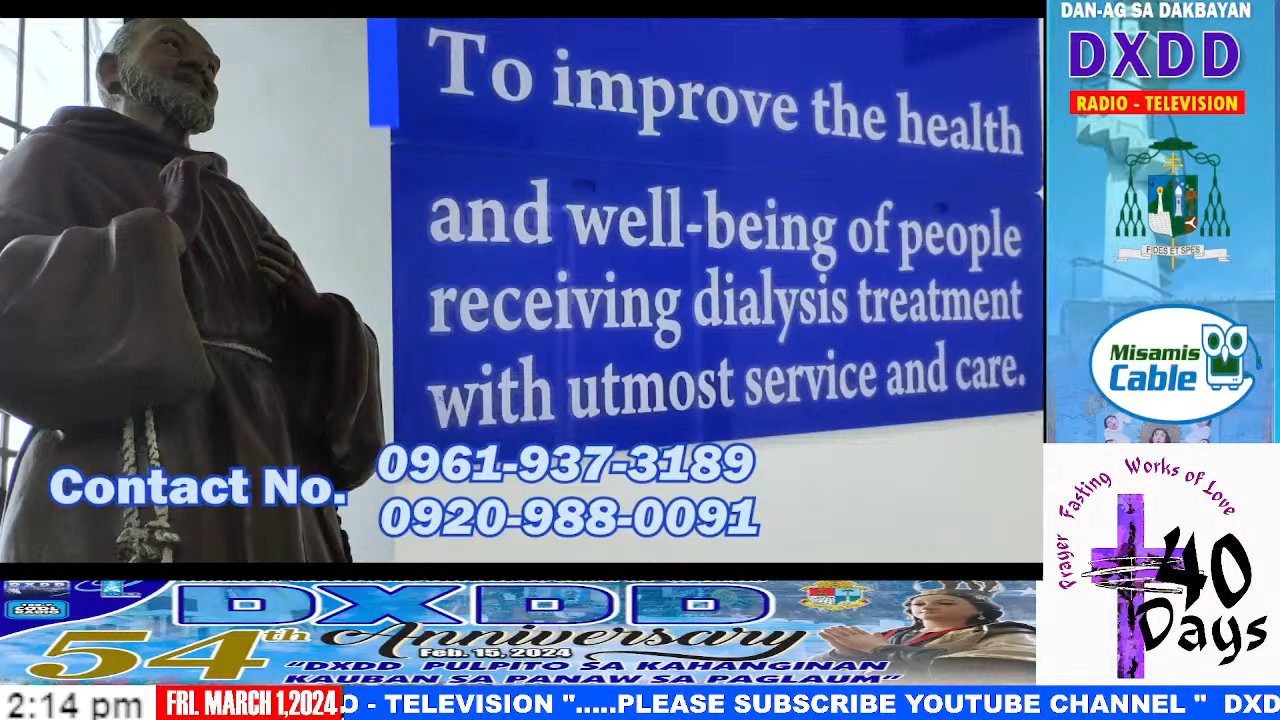 To improve the health
and well-being of people
receiving dialysis treatment
with utmost service and care.
Contact No.
0961-937-3189
0920-988-0091
DAN-AG SA DAKBAYAN
DXDD
RADIO - TELEVISION
FIDES ET SPES
Misamis
Cable
Prayer Fasting Works of Love
40
Days
DXDD
54th Anniversary
Feb. 15, 2024
"DXDD PULPITO SA KAHANGINAN
KAUBAN SA PANAW SA PAGLAUM"
2:14 pm
FRI. MARCH 1,2024
O - TELEVISION ".....PLEASE SUBSCRIBE YOUTUBE CHANNEL " DXD